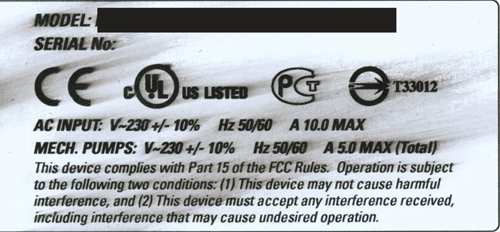 MODEL:
SERIAL No:
CE C UL US LISTED PCT T33012
AC INPUT: V~230 +/- 10% Hz 50/60 A 10.0 MAX
MECH. PUMPS: V~230 +/- 10% Hz 50/60 A 5.0 MAX (Total)
This device complies with Part 15 of the FCC Rules. Operation is subject
to the following two conditions: (1) This device may not cause harmful
interference, and (2) This device must accept any interference received,
including interference that may cause undesired operation.